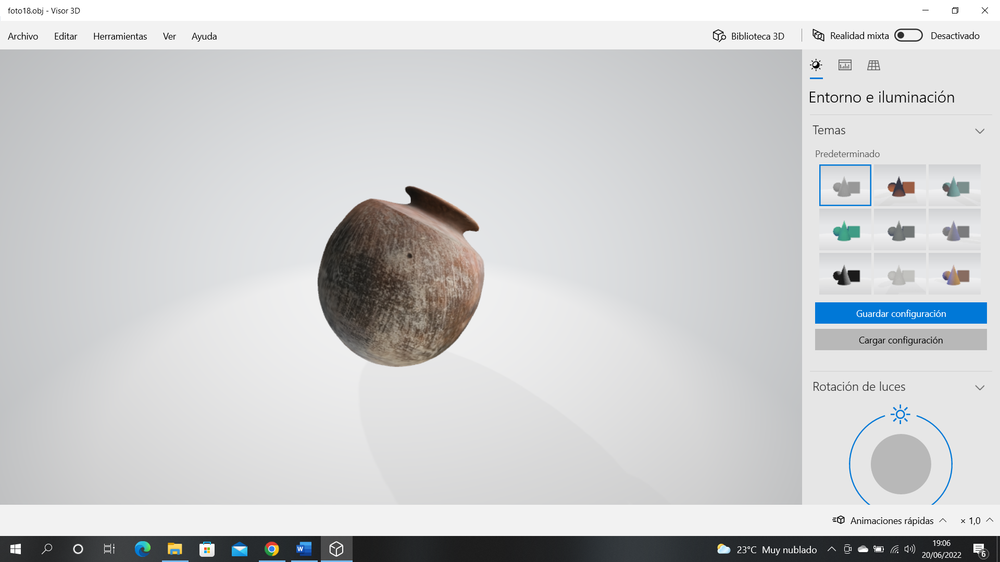 foto18.obj - Visor 3D
Archivo Editar Herramientas Ver Ayuda
Biblioteca 3D Realidad mixta Desactivado
Entorno e iluminación
Temas
Predeterminado
Guardar configuración
Cargar configuración
Rotación de luces
Animaciones rápidas × 1,0
23°C Muy nublado
19:06
20/06/2022
6